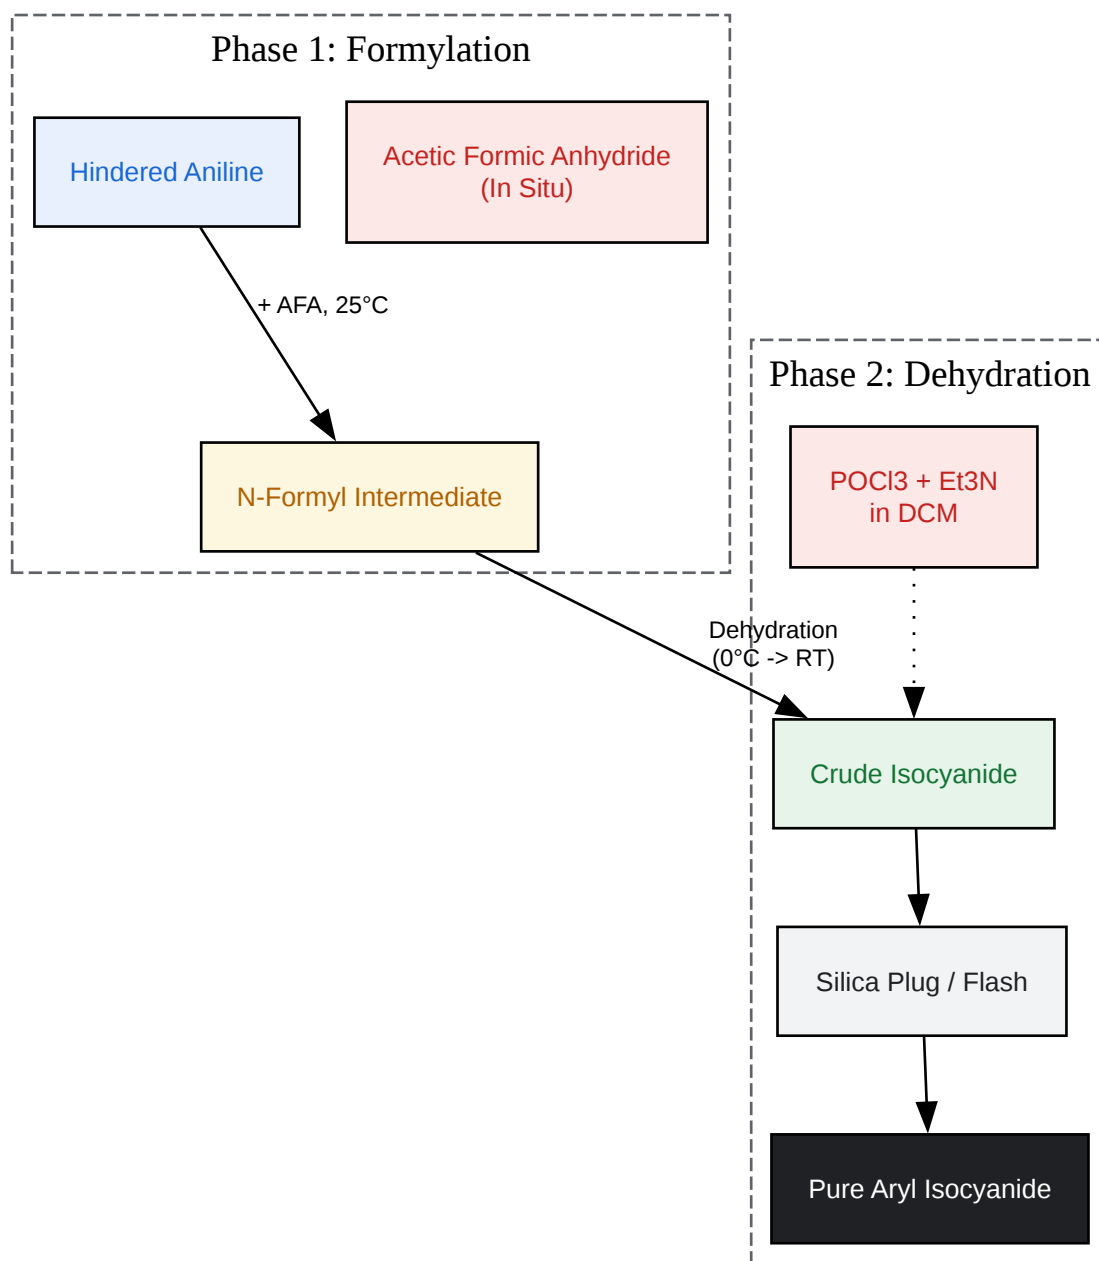 Phase 1: Formylation
Hindered Aniline
Acetic Formic Anhydride
(In Situ)
+ AFA, 25°C
N-Formyl Intermediate
Phase 2: Dehydration
POCl3 + Et3N
in DCM
Dehydration
(0°C -> RT)
Crude Isocyanide
Silica Plug / Flash
Pure Aryl Isocyanide